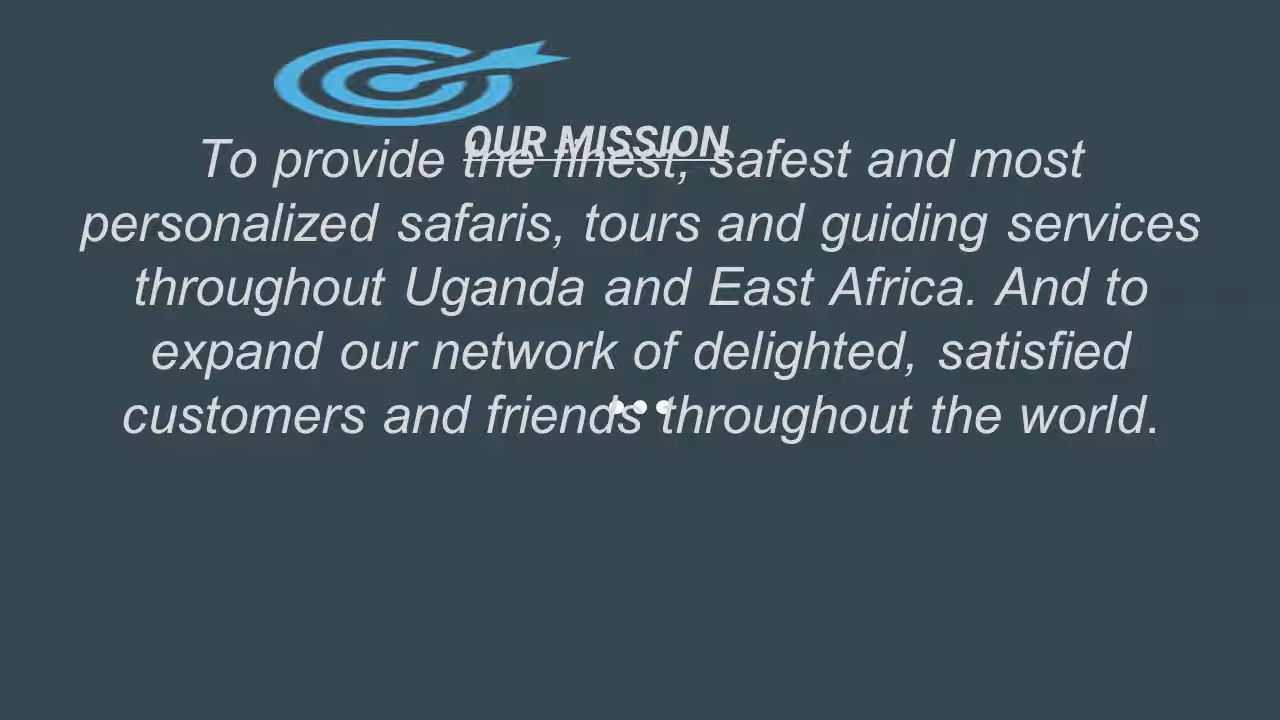 OUR MISSION
To provide the finest, safest and most
personalized safaris, tours and guiding services
throughout Uganda and East Africa. And to
expand our network of delighted, satisfied
customers and friends throughout the world.